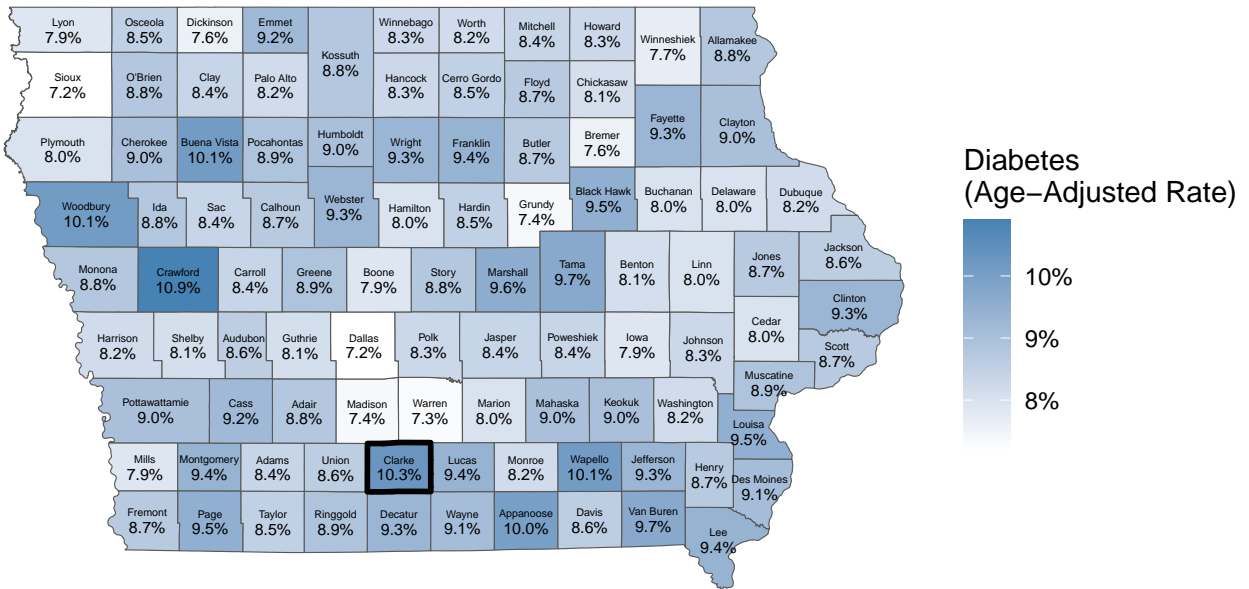 Lyon
7.9%
Osceola
8.5%
Dickinson
7.6%
Emmet
9.2%
Kossuth
8.8%
Winnebago
8.3%
Worth
8.2%
Mitchell
8.4%
Howard
8.3%
Winneshiek
7.7%
Allamakee
8.8%
Sioux
7.2%
O'Brien
8.8%
Clay
8.4%
Palo Alto
8.2%
Hancock
8.3%
Cerro Gordo
8.5%
Floyd
8.7%
Chickasaw
8.1%
Fayette
9.3%
Clayton
9.0%
Plymouth
8.0%
Cherokee
9.0%
Buena Vista
10.1%
Pocahontas
8.9%
Humboldt
9.0%
Wright
9.3%
Franklin
9.4%
Butler
8.7%
Bremer
7.6%
Woodbury
10.1%
Ida
8.8%
Sac
8.4%
Calhoun
8.7%
Webster
9.3%
Hamilton
8.0%
Hardin
8.5%
Grundy
7.4%
Black Hawk
9.5%
Buchanan
8.0%
Delaware
8.0%
Dubuque
8.2%
Monona
8.8%
Crawford
10.9%
Carroll
8.4%
Greene
8.9%
Boone
7.9%
Story
8.8%
Marshall
9.6%
Tama
9.7%
Benton
8.1%
Linn
8.0%
Jones
8.7%
Jackson
8.6%
Clinton
9.3%
Harrison
8.2%
Shelby
8.1%
Audubon
8.6%
Guthrie
8.1%
Dallas
7.2%
Polk
8.3%
Jasper
8.4%
Poweshiek
8.4%
Iowa
7.9%
Johnson
8.3%
Cedar
8.0%
Scott
8.7%
Muscatine
8.9%
Pottawattamie
9.0%
Cass
9.2%
Adair
8.8%
Madison
7.4%
Warren
7.3%
Marion
8.0%
Mahaska
9.0%
Keokuk
9.0%
Washington
8.2%
Louisa
9.5%
Mills
7.9%
Montgomery
9.4%
Adams
8.4%
Union
8.6%
Clarke
10.3%
Lucas
9.4%
Monroe
8.2%
Wapello
10.1%
Jefferson
9.3%
Henry
8.7%
Des Moines
9.1%
Fremont
8.7%
Page
9.5%
Taylor
8.5%
Ringgold
8.9%
Decatur
9.3%
Wayne
9.1%
Appanoose
10.0%
Davis
8.6%
Van Buren
9.7%
Lee
9.4%
Diabetes
(Age−Adjusted Rate)
10%
9%
8%